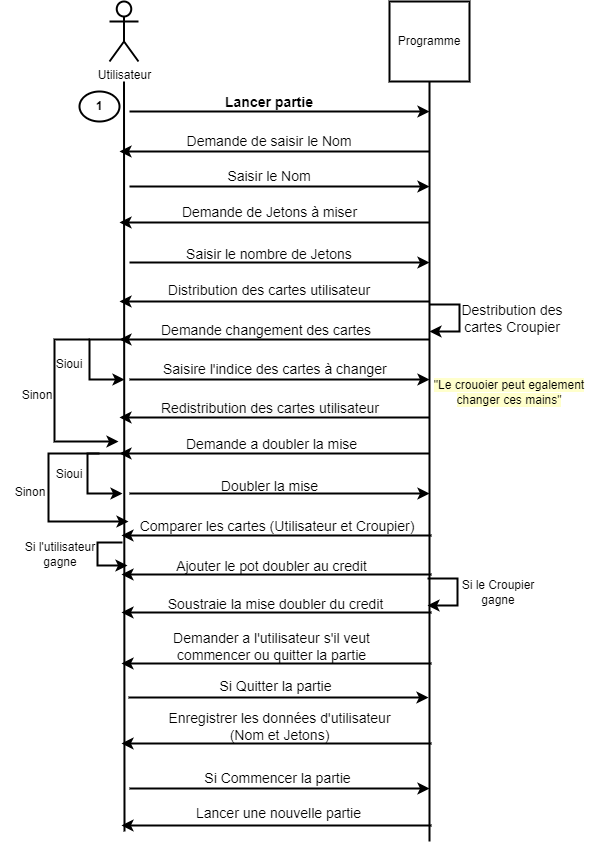 Programme
Utilisateur
1
Lancer partie
Demande de saisir le Nom
Saisir le Nom
Demande de Jetons à miser
Saisir le nombre de Jetons
Distribution des cartes utilisateur
Destribution des
cartes Croupier
Demande changement des cartes
Sioui
Saisire l'indice des cartes à changer
Sinon
"Le crouoier peut egalement
changer ces mains"
Redistribution des cartes utilisateur
Demande a doubler la mise
Sioui
Sinon
Doubler la mise
Comparer les cartes (Utilisateur et Croupier)
Si l'utilisateur
gagne
Ajouter le pot doubler au credit
Si le Croupier
gagne
Soustraie la mise doubler du credit
Demander a l'utilisateur s'il veut
commencer ou quitter la partie
Si Quitter la partie
Enregistrer les données d'utilisateur
(Nom et Jetons)
Si Commencer la partie
Lancer une nouvelle partie